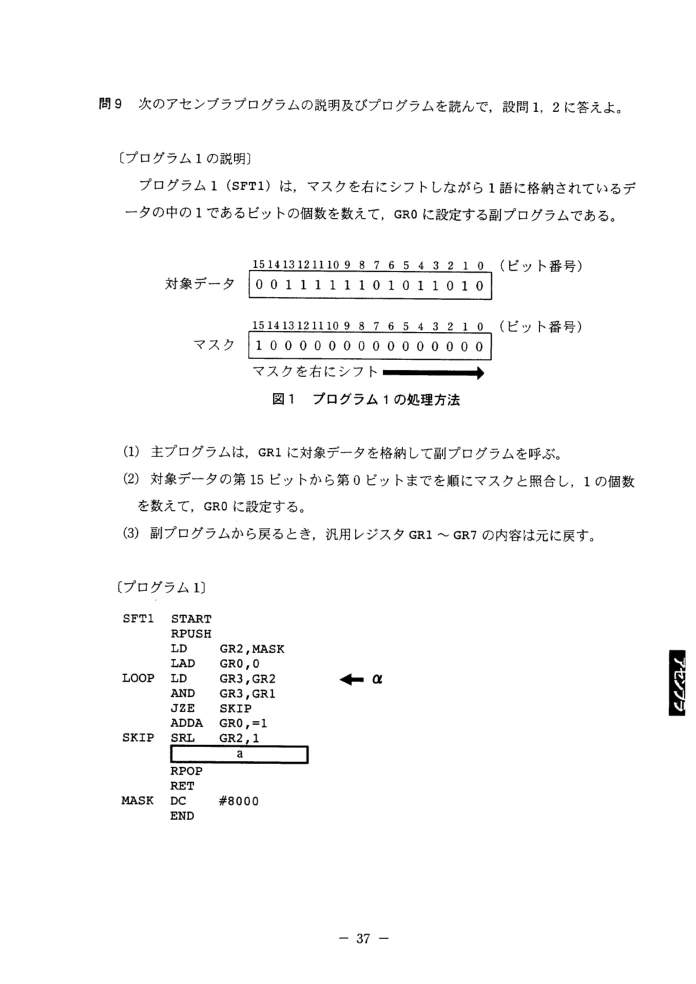 問9　次のアセンブラプログラムの説明及びプログラムを読んで，設問1，2に答えよ。
〔プログラム1の説明〕
プログラム1（SFT1）は，マスクを右にシフトしながら1語に格納されているデ
ータの中の1であるビットの個数を数えて，GR0に設定する副プログラムである。
15 14 13 12 11 10 9 8 7 6 5 4 3 2 1 0 （ビット番号）
対象データ 0 0 1 1 1 1 1 1 0 1 0 1 1 0 1 0
15 14 13 12 11 10 9 8 7 6 5 4 3 2 1 0 （ビット番号）
マスク 1 0 0 0 0 0 0 0 0 0 0 0 0 0 0 0
マスクを右にシフト
図1　プログラム1の処理方法
(1) 主プログラムは，GR1に対象データを格納して副プログラムを呼ぶ。
(2) 対象データの第15ビットから第0ビットまでを順にマスクと照合し，1の個数
を数えて，GR0に設定する。
(3) 副プログラムから戻るとき，汎用レジスタGR1～GR7の内容は元に戻す。
〔プログラム1〕
SFT1 START
RPUSH
LD GR2,MASK
LAD GR0,0
LOOP LD GR3,GR2 ← α
AND GR3,GR1
JZE SKIP
ADDA GR0,=1
SKIP SRL GR2,1
a
RPOP
RET
MASK DC #8000
END
アセンブラ
－ 37 －